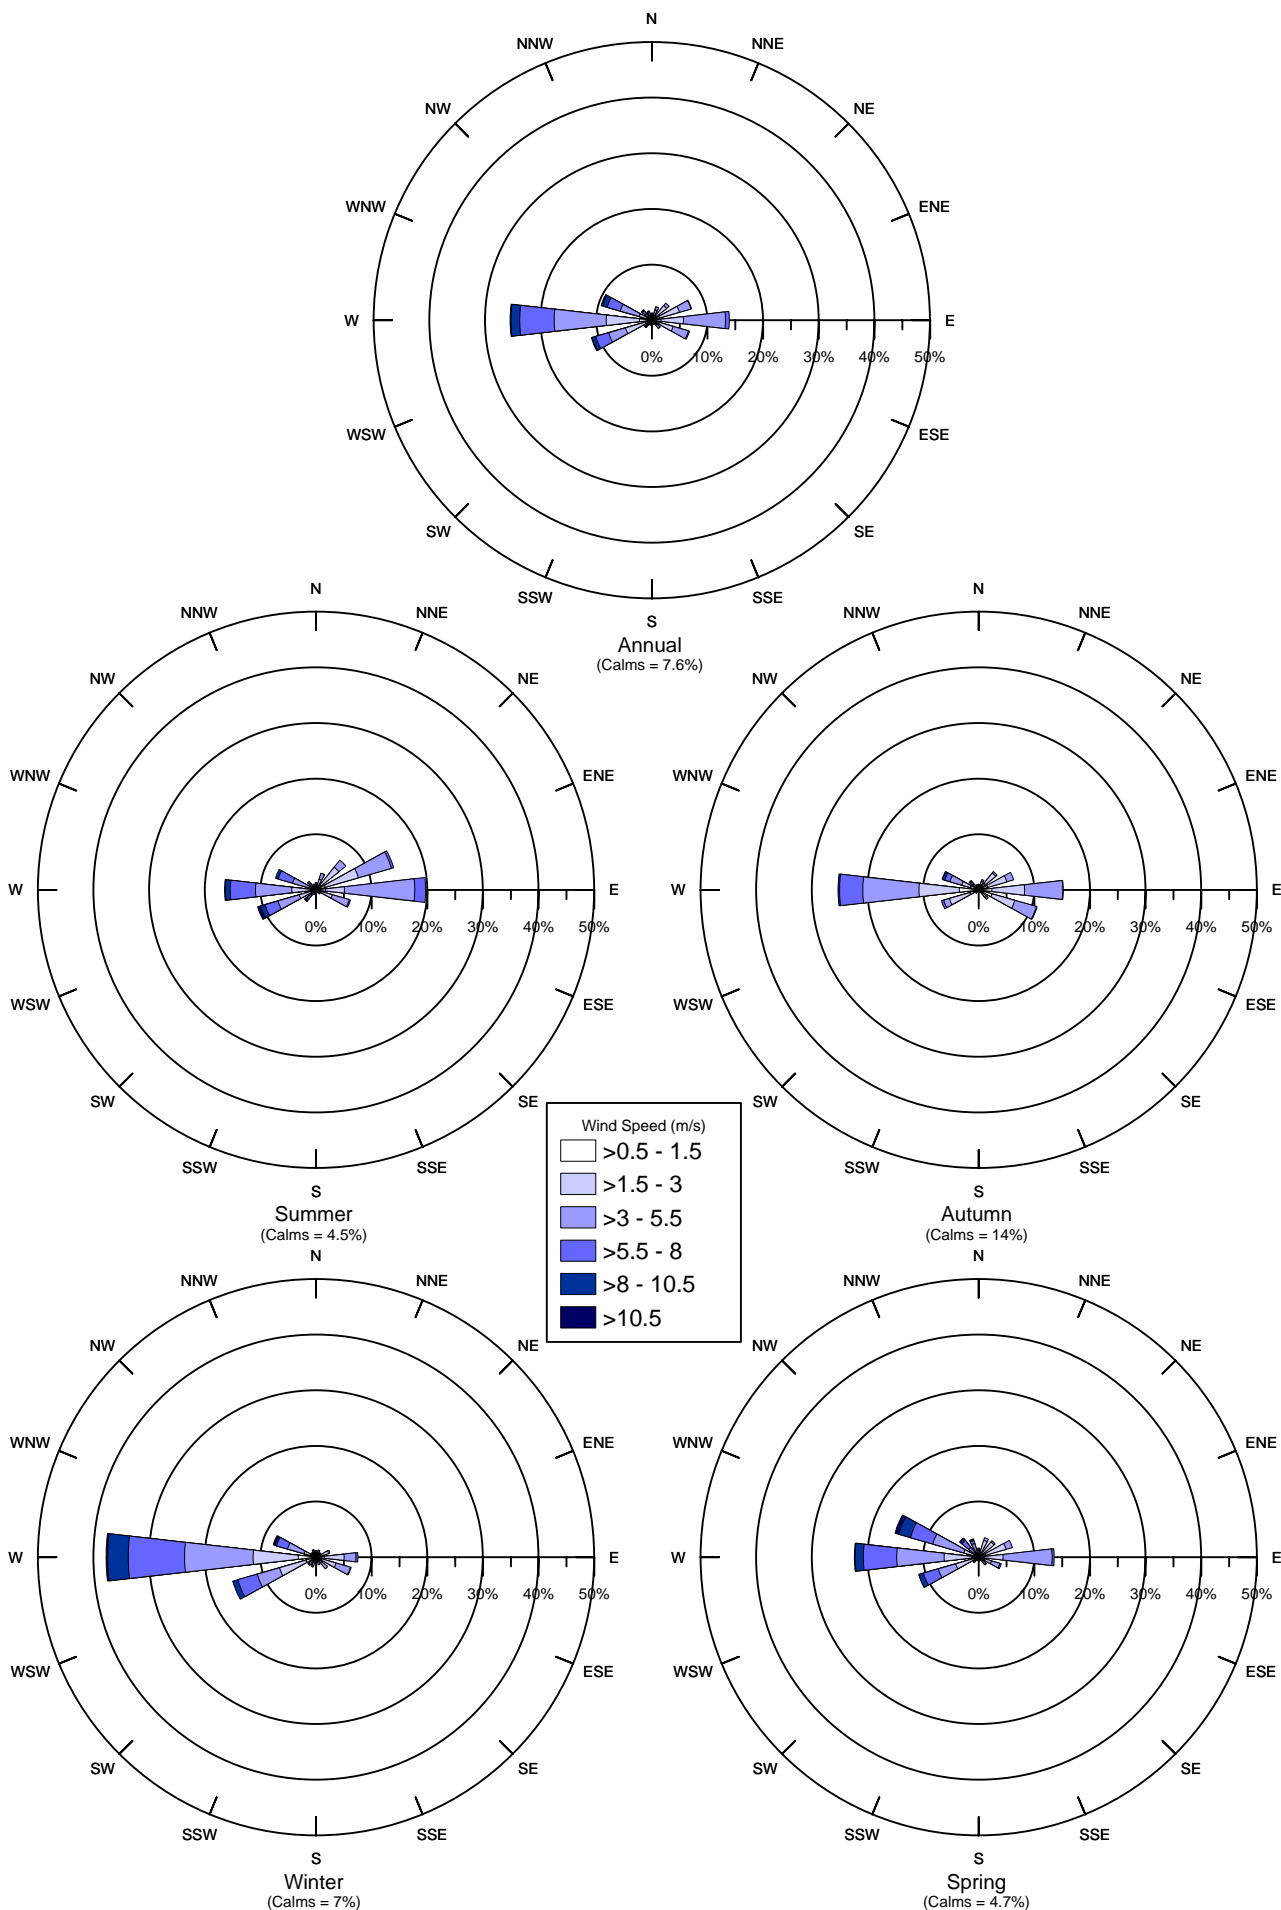 N
NNW NNE
NW NE
WNW ENE
W E
0% 10% 20% 30% 40% 50%
WSW ESE
SW SE
SSW SSE
S
Annual
(Calms = 7.6%)
N
NNW NNE
NW NE
WNW ENE
W E
0% 10% 20% 30% 40% 50%
WSW ESE
SW SE
SSW SSE
S
Summer
(Calms = 4.5%)
N
NNW NNE
NW NE
WNW ENE
W E
0% 10% 20% 30% 40% 50%
WSW ESE
SW SE
SSW SSE
S
Autumn
(Calms = 14%)
Wind Speed (m/s)
>0.5 - 1.5
>1.5 - 3
>3 - 5.5
>5.5 - 8
>8 - 10.5
>10.5
N
NNW NNE
NW NE
WNW ENE
W E
0% 10% 20% 30% 40% 50%
WSW ESE
SW SE
SSW SSE
S
Winter
(Calms = 7%)
N
NNW NNE
NW NE
WNW ENE
W E
0% 10% 20% 30% 40% 50%
WSW ESE
SW SE
SSW SSE
S
Spring
(Calms = 4.7%)